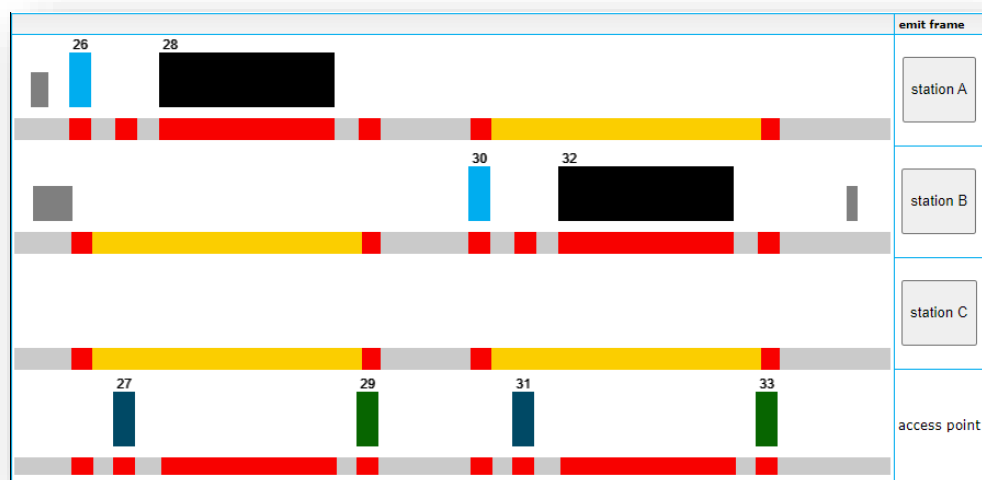 emit frame
26 28
station A
30 32
station B
station C
27 29 31 33
access point